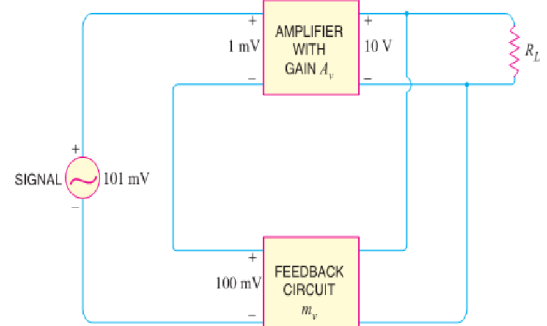 +
+
AMPLIFIER
WITH
GAIN A_v
1 mV
10 V
R_L
−
−
+
SIGNAL
101 mV
−
+
FEEDBACK
CIRCUIT
m_v
100 mV
−